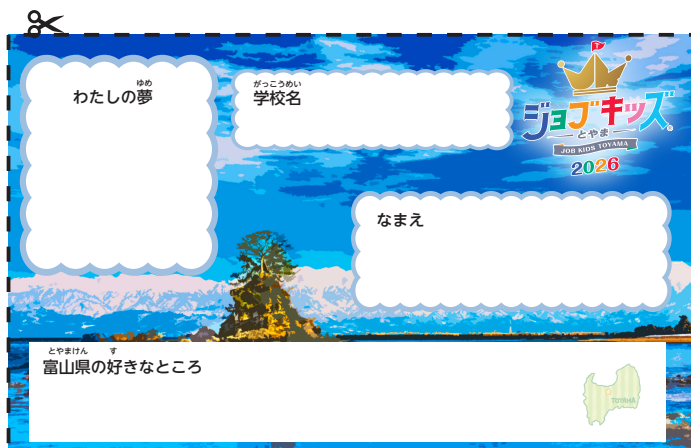 ゆめ
わたしの夢
がっこうめい
学校名
T
ジョブキッズ®
とやま
JOB KIDS TOYAMA
2026
なまえ
とやまけん す
富山県の好きなところ
TOYAMA